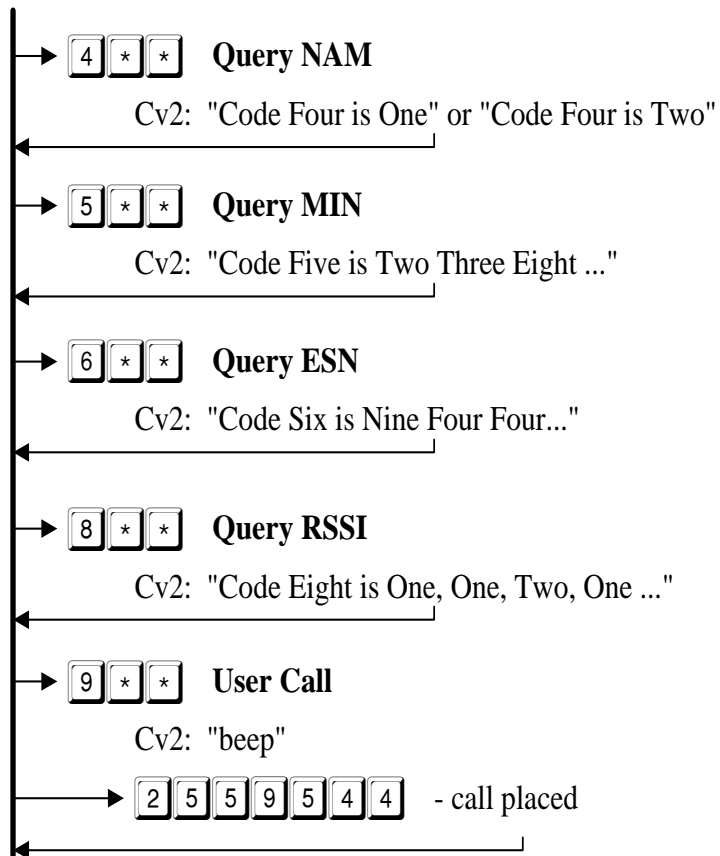 4 * * Query NAM
Cv2: "Code Four is One" or "Code Four is Two"
5 * * Query MIN
Cv2: "Code Five is Two Three Eight ..."
6 * * Query ESN
Cv2: "Code Six is Nine Four Four..."
8 * * Query RSSI
Cv2: "Code Eight is One, One, Two, One ..."
9 * * User Call
Cv2: "beep"
2 5 5 9 5 4 4 - call placed